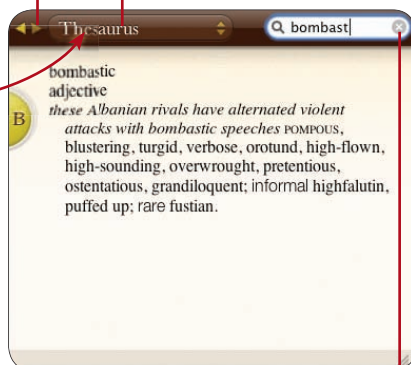 Thesaurus
bombast
bombastic
adjective
B
these Albanian rivals have alternated violent
attacks with bombastic speeches POMPOUS,
blustering, turgid, verbose, orotund, high-flown,
high-sounding, overwrought, pretentious,
ostentatious, grandiloquent; informal highfalutin,
puffed up; rare fustian.